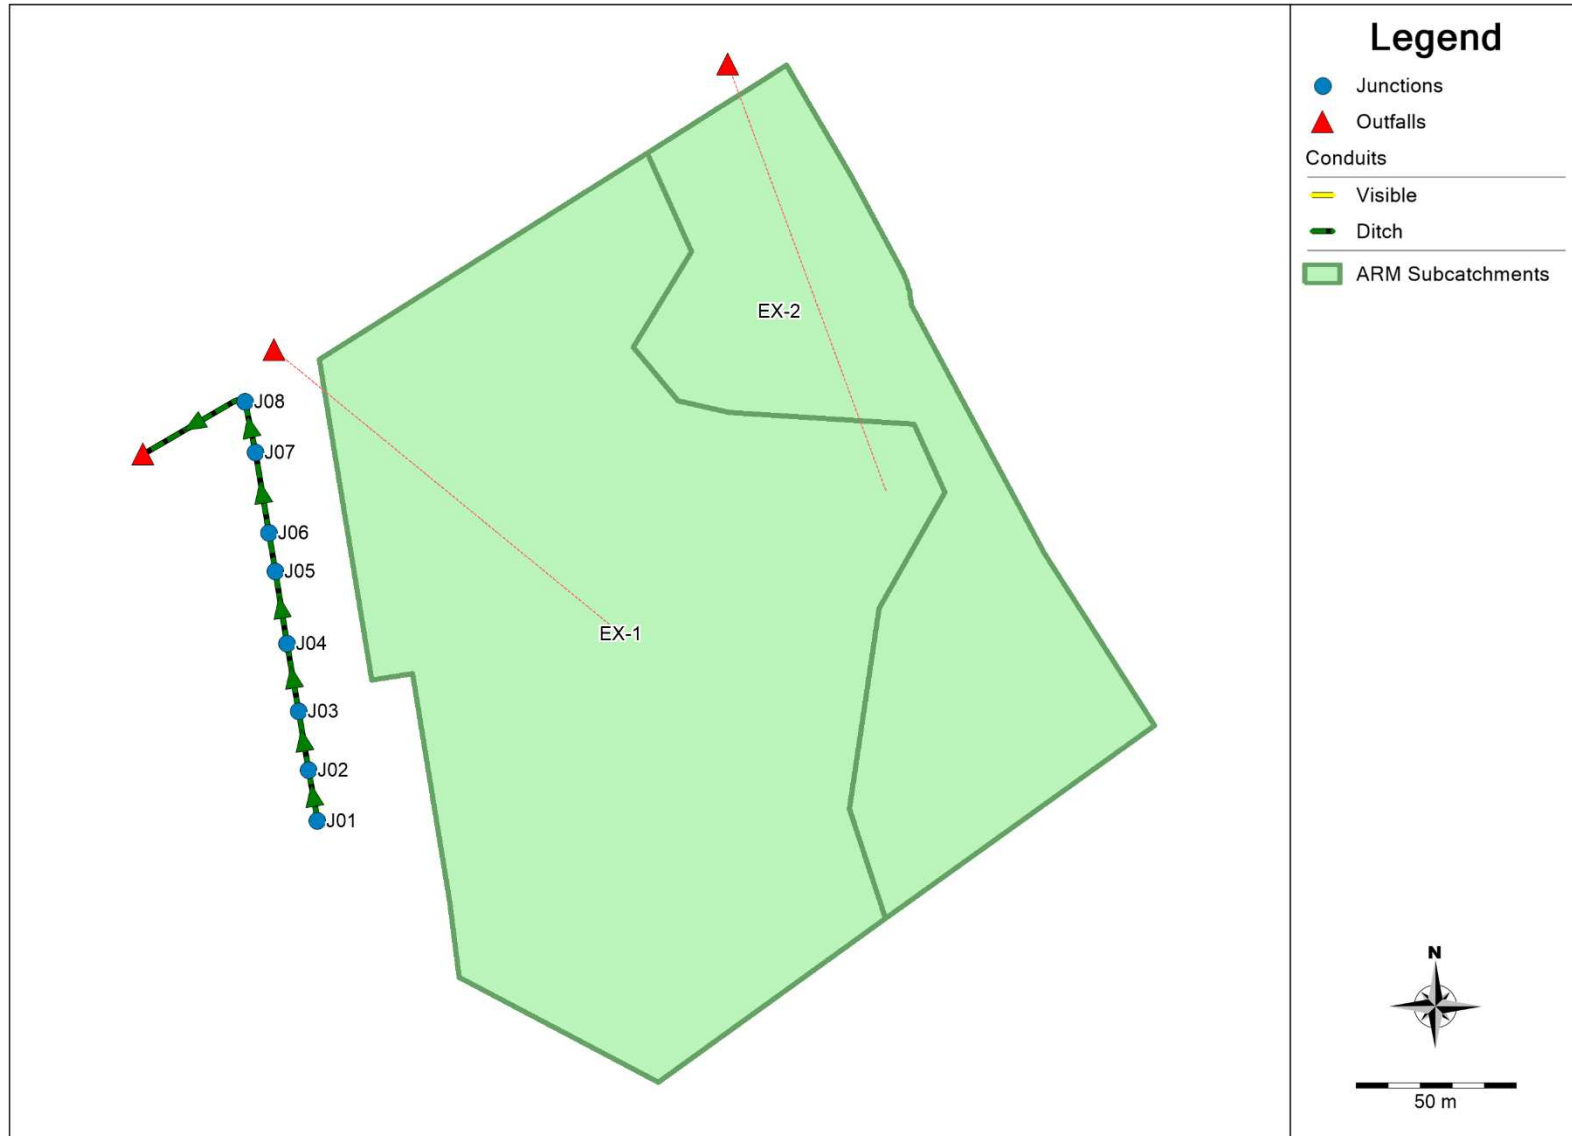 Legend
Junctions
Outfalls
Conduits
Visible
Ditch
ARM Subcatchments
EX-2
J08
J07
J06
J05
EX-1
J04
J03
J02
J01
N
50 m